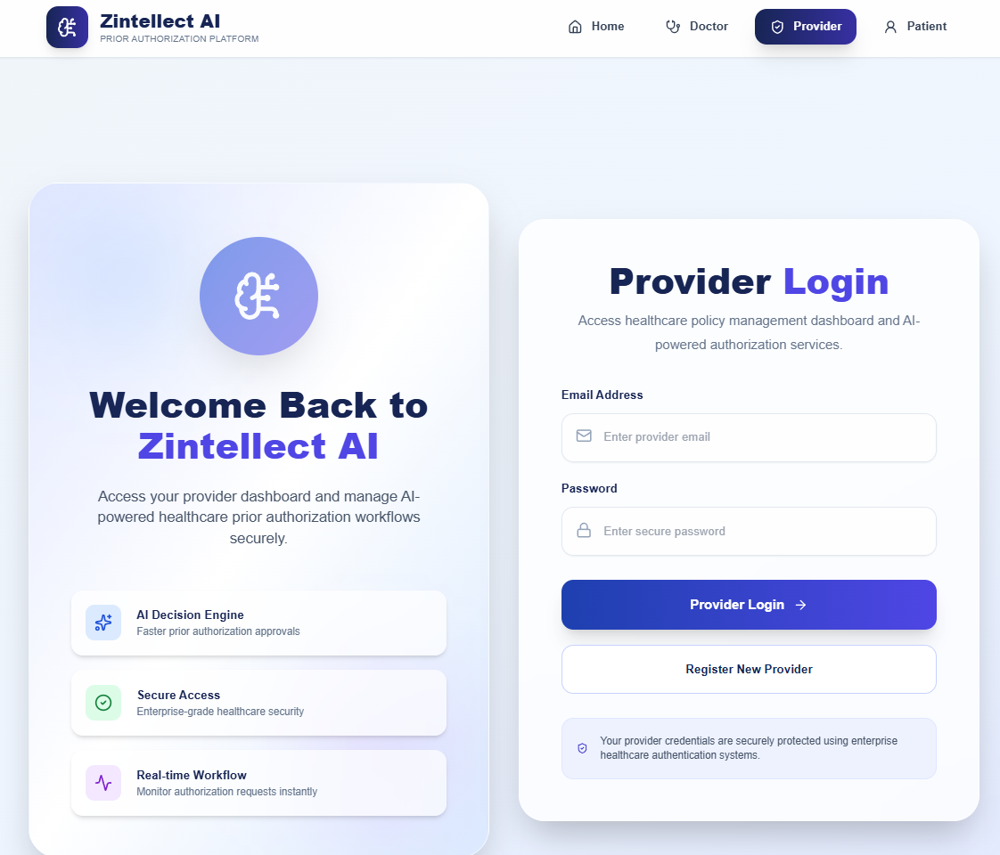 Zintellect AI
PRIOR AUTHORIZATION PLATFORM
Home
Doctor
Provider
Patient
Welcome Back to
Zintellect AI
Access your provider dashboard and manage AI-
powered healthcare prior authorization workflows
securely.
AI Decision Engine
Faster prior authorization approvals
Secure Access
Enterprise-grade healthcare security
Real-time Workflow
Monitor authorization requests instantly
Provider Login
Access healthcare policy management dashboard and AI-
powered authorization services.
Email Address
Enter provider email
Password
Enter secure password
Provider Login
Register New Provider
Your provider credentials are securely protected using enterprise
healthcare authentication systems.